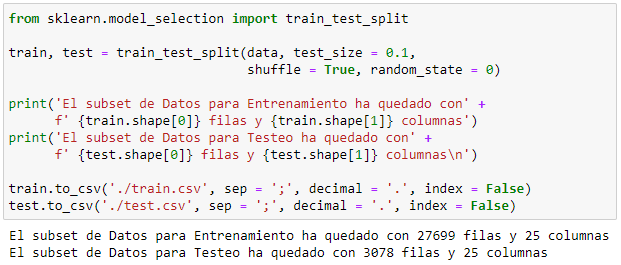 from sklearn.model_selection import train_test_split
train, test = train_test_split(data, test_size = 0.1,
shuffle = True, random_state = 0)
print('El subset de Datos para Entrenamiento ha quedado con' +
f' {train.shape[0]} filas y {train.shape[1]} columnas')
print('El subset de Datos para Testeo ha quedado con' +
f' {test.shape[0]} filas y {test.shape[1]} columnas\n')
train.to_csv('./train.csv', sep = ';', decimal = '.', index = False)
test.to_csv('./test.csv', sep = ';', decimal = '.', index = False)
El subset de Datos para Entrenamiento ha quedado con 27699 filas y 25 columnas
El subset de Datos para Testeo ha quedado con 3078 filas y 25 columnas